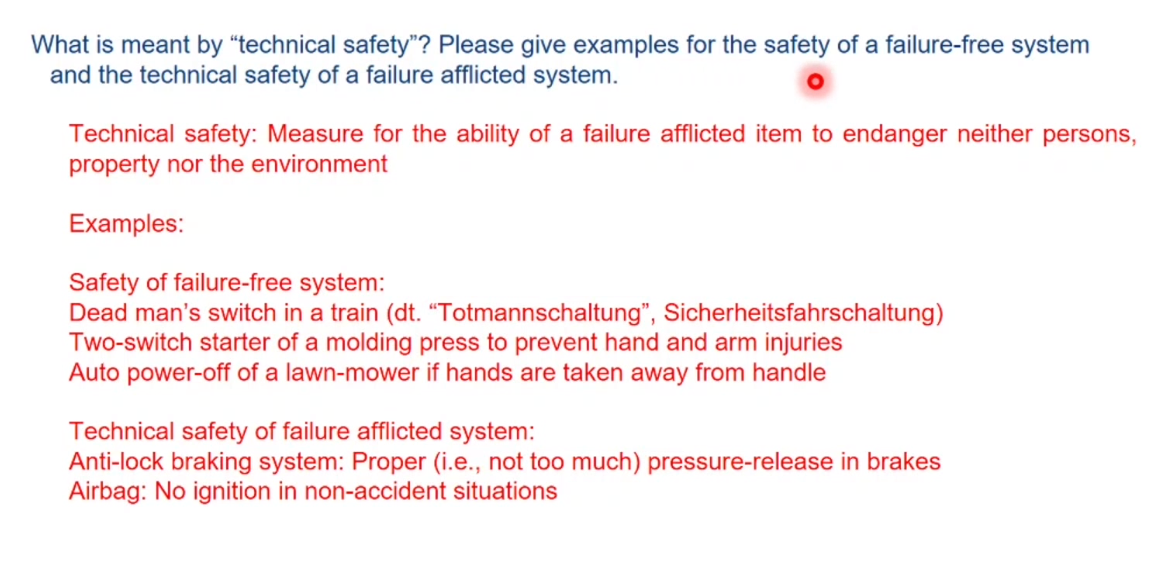 What is meant by “technical safety”? Please give examples for the safety of a failure-free system
and the technical safety of a failure afflicted system.
Technical safety: Measure for the ability of a failure afflicted item to endanger neither persons,
property nor the environment
Examples:
Safety of failure-free system:
Dead man’s switch in a train (dt. “Totmannschaltung”, Sicherheitsfahrschaltung)
Two-switch starter of a molding press to prevent hand and arm injuries
Auto power-off of a lawn-mower if hands are taken away from handle
Technical safety of failure afflicted system:
Anti-lock braking system: Proper (i.e., not too much) pressure-release in brakes
Airbag: No ignition in non-accident situations